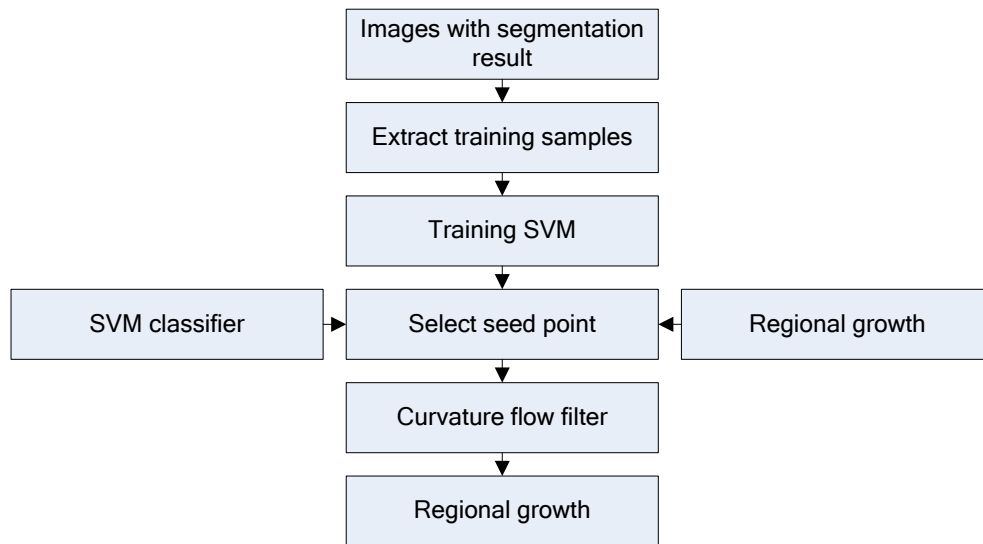 Images with segmentation
result
Extract training samples
Training SVM
SVM classifier
Select seed point
Regional growth
Curvature flow filter
Regional growth